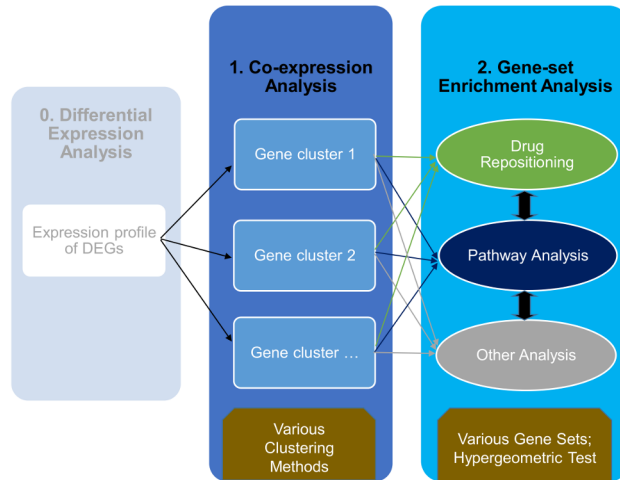 0. Differential
Expression
Analysis
Expression profile
of DEGs
1. Co-expression
Analysis
Gene cluster 1
Gene cluster 2
Gene cluster ...
Various
Clustering
Methods
2. Gene-set
Enrichment Analysis
Drug
Repositioning
Pathway Analysis
Other Analysis
Various Gene Sets;
Hypergeometric Test